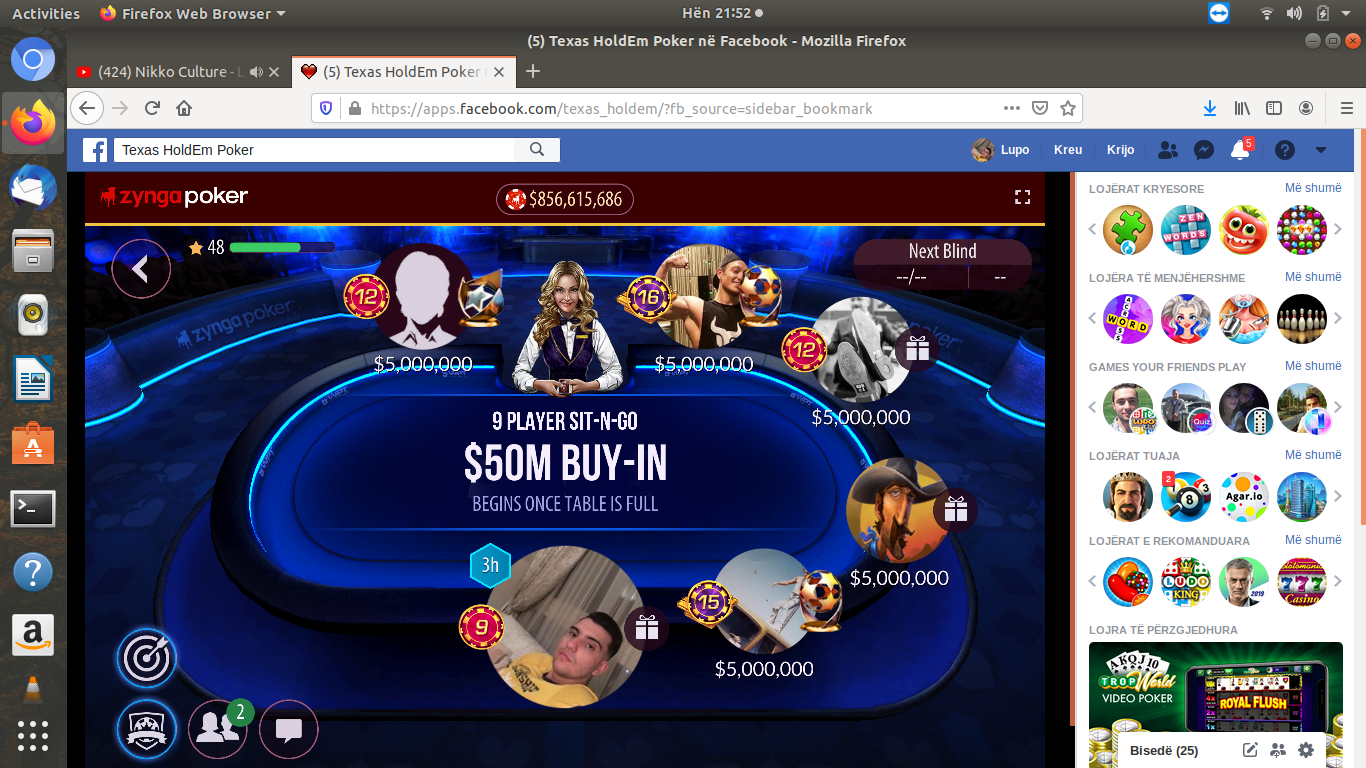 Activities
Firefox Web Browser
Hën 21:52
(5) Texas HoldEm Poker në Facebook - Mozilla Firefox
(424) Nikko Culture - L
(5) Texas HoldEm Poker
https://apps.facebook.com/texas_holdem/?fb_source=sidebar_bookmark
Texas HoldEm Poker
Lupo
Kreu
Krijo
5
zyngapoker
$856,615,686
48
Next Blind
--/--
--
zyngapoker
12
$5,000,000
16
$5,000,000
12
$5,000,000
9 PLAYER SIT-N-GO
$50M BUY-IN
BEGINS ONCE TABLE IS FULL
$5,000,000
3h
9
15
$5,000,000
2
LOJËRAT KRYESORE
Më shumë
ZEN
WORDS
LOJËRA TË MENJËHERSHME
Më shumë
WORD
ACROSS
GAMES YOUR FRIENDS PLAY
Më shumë
LUDO
Quiz
LOJËRAT TUAJA
Më shumë
2
8
Agar.io
LOJËRAT E REKOMANDUARA
Më shumë
LUDO
KING
2019
Slotomania
777
Casino
LOJRA TË PËRZGJEDHURA
AKQJ10
TROPWorld
VIDEO POKER
ROYAL FLUSH
Bisedë (25)